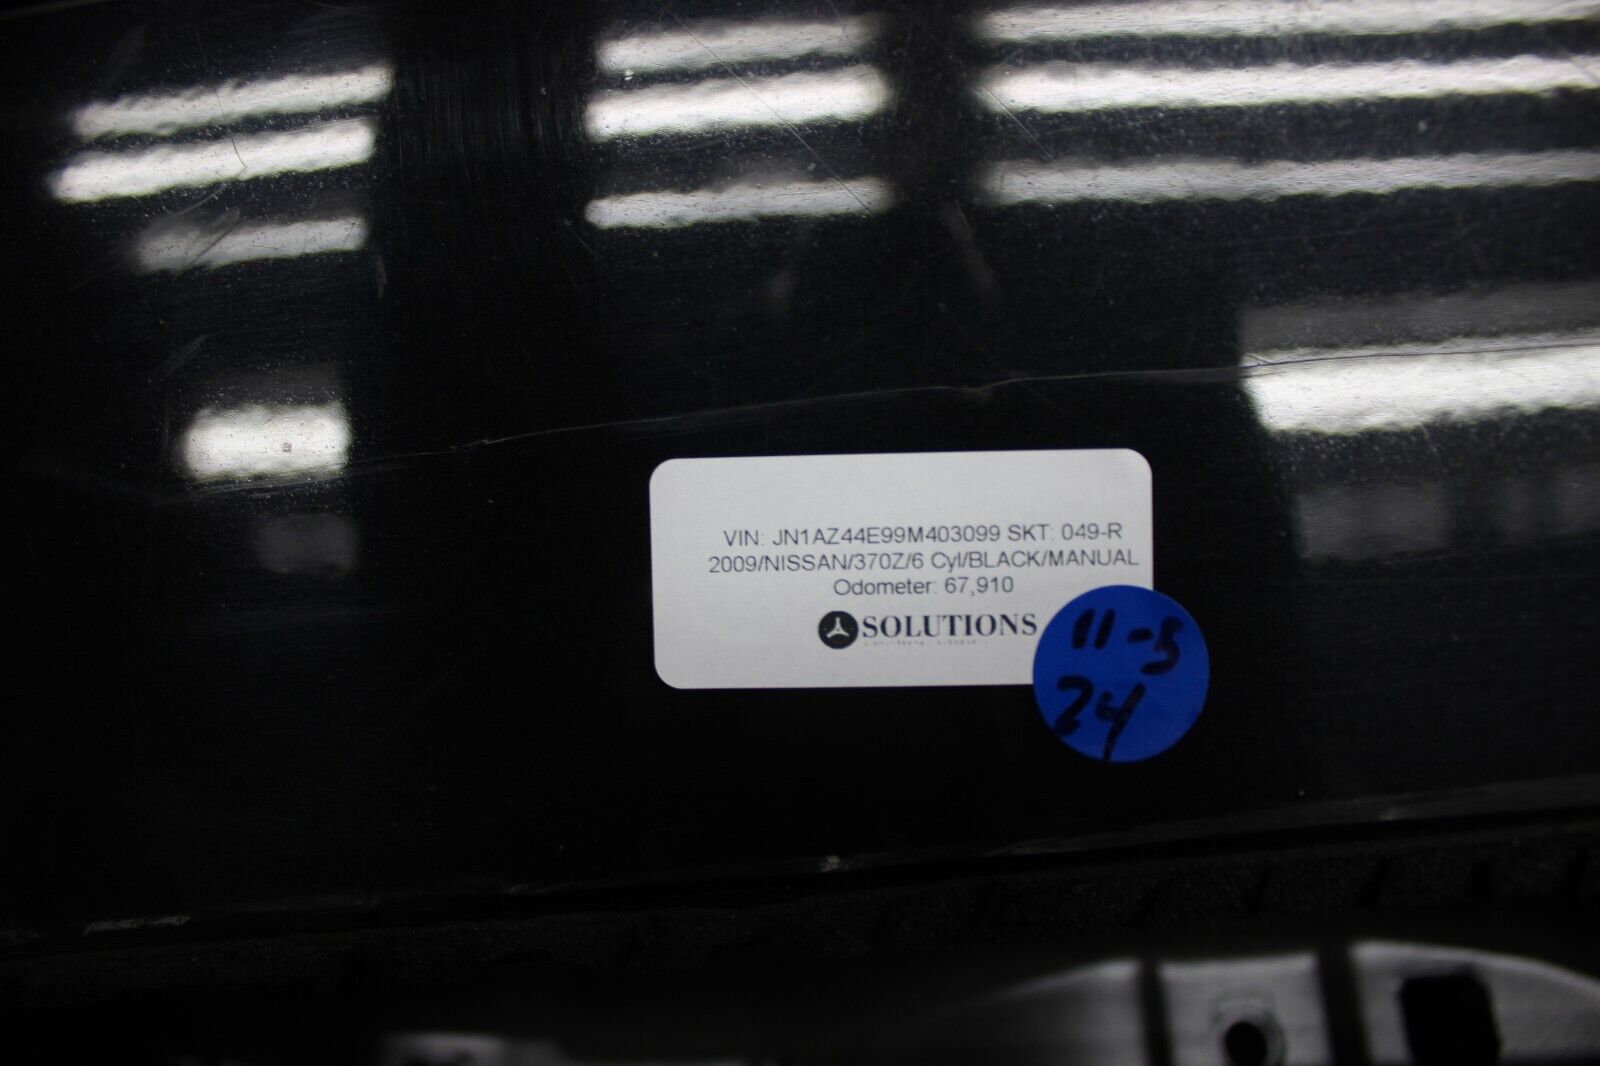 VIN: JN1AZ44E99M403099 SKT: 049-R
2009/NISSAN/370Z/6 Cyl/BLACK/MANUAL
Odometer: 67,910
SOLUTIONS
11-5
24